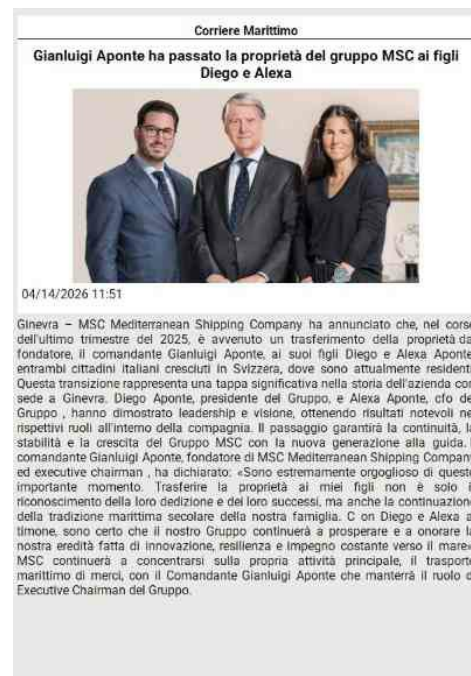 Corriere Marittimo
Gianluigi Aponte ha passato la proprietà del gruppo MSC ai figli
Diego e Alexa
04/14/2026 11:51
Ginevra – MSC Mediterranean Shipping Company ha annunciato che, nel corso
dell'ultimo trimestre del 2025, è avvenuto un trasferimento della proprietà dal
fondatore, il comandante Gianluigi Aponte, ai suoi figli Diego e Alexa Aponte,
entrambi cittadini italiani cresciuti in Svizzera, dove sono attualmente residenti.
Questa transizione rappresenta una tappa significativa nella storia dell'azienda con
sede a Ginevra. Diego Aponte, presidente del Gruppo, e Alexa Aponte, cfo del
Gruppo , hanno dimostrato leadership e visione, ottenendo risultati notevoli nei
rispettivi ruoli all'interno della compagnia. Il passaggio garantirà la continuità, la
stabilità e la crescita del Gruppo MSC con la nuova generazione alla guida.
comandante Gianluigi Aponte, fondatore di MSC Mediterranean Shipping Company
ed executive chairman , ha dichiarato: «Sono estremamente orgoglioso di questo
importante momento. Trasferire la proprietà ai miei figli non è solo il
riconoscimento della loro dedizione e dei loro successi, ma anche la continuazione
della tradizione marittima secolare della nostra famiglia. C on Diego e Alexa al
timone, sono certo che il nostro Gruppo continuerà a prosperare e a onorare la
nostra eredità fatta di innovazione, resilienza e impegno costante verso il mare».
MSC continuerà a concentrarsi sulla propria attività principale, il trasporto
marittimo di merci, con il Comandante Gianluigi Aponte che manterrà il ruolo di
Executive Chairman del Gruppo.